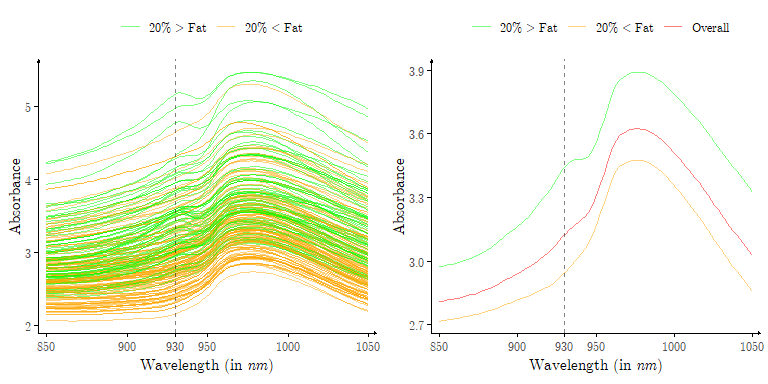 20% > Fat 20% < Fat
Absorbance
5
4
3
2
850 900 930 950 1000 1050
Wavelength (in nm)
20% > Fat 20% < Fat Overall
Absorbance
3.9
3.6
3.3
3.0
2.7
850 900 930 950 1000 1050
Wavelength (in nm)